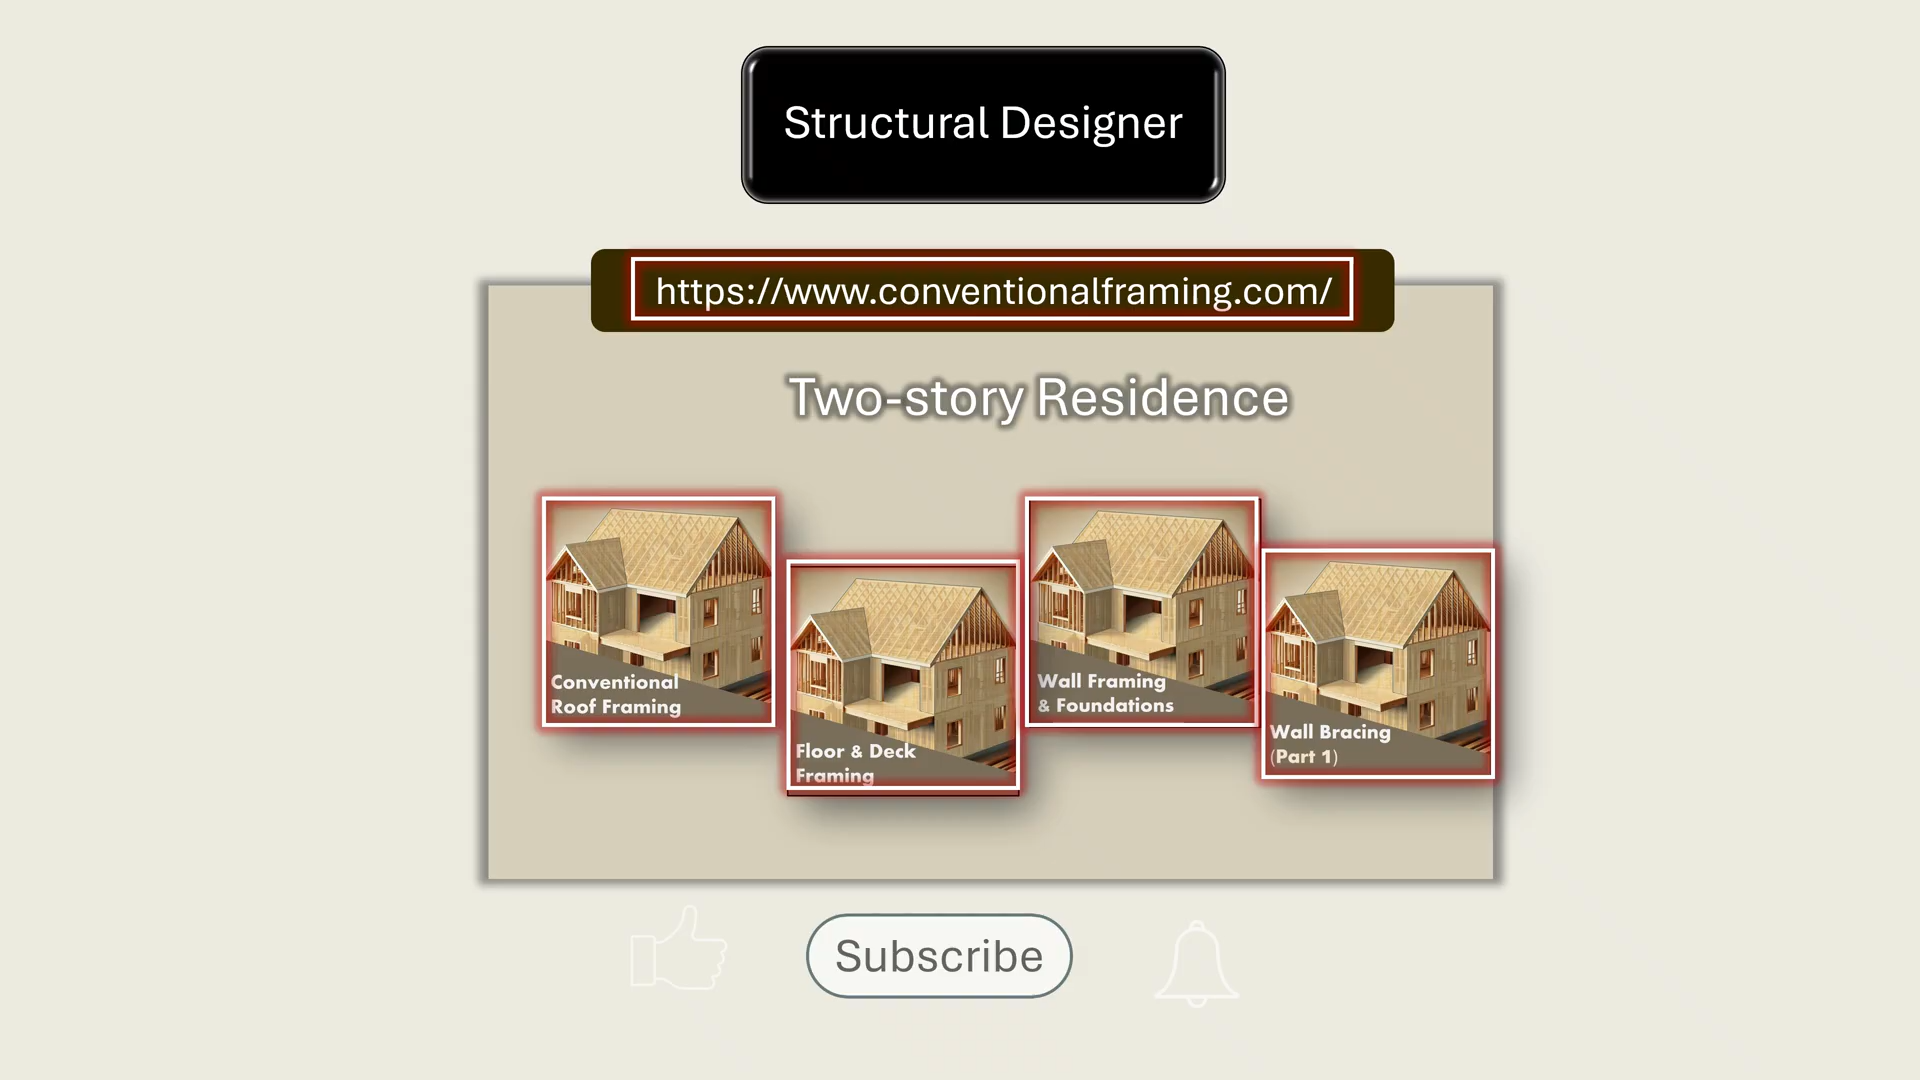 Structural Designer
https://www.conventionalframing.com/
Two-story Residence
Conventional
Roof Framing
Floor & Deck
Framing
Wall Framing
& Foundations
Wall Bracing
(Part 1)
Subscribe